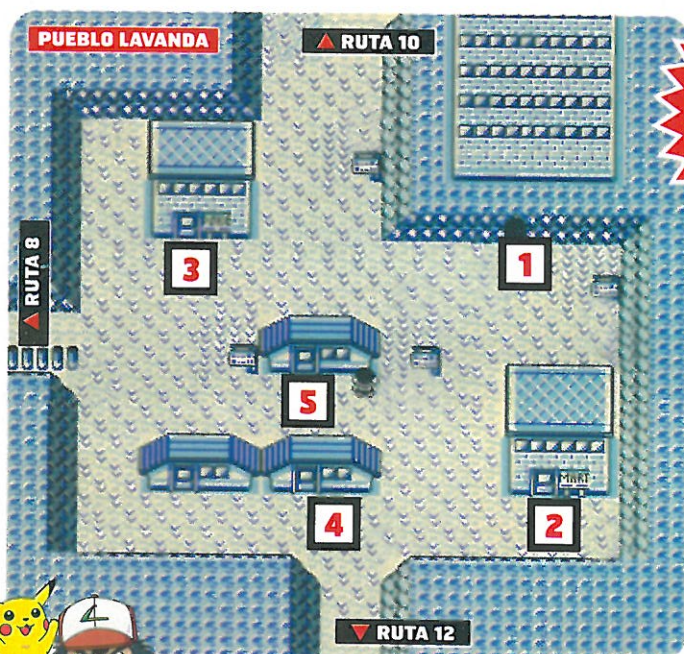 PUEBLO LAVANDA
▲ RUTA 10
3
1
▲ RUTA 8
5
MART
4
2
▼ RUTA 12